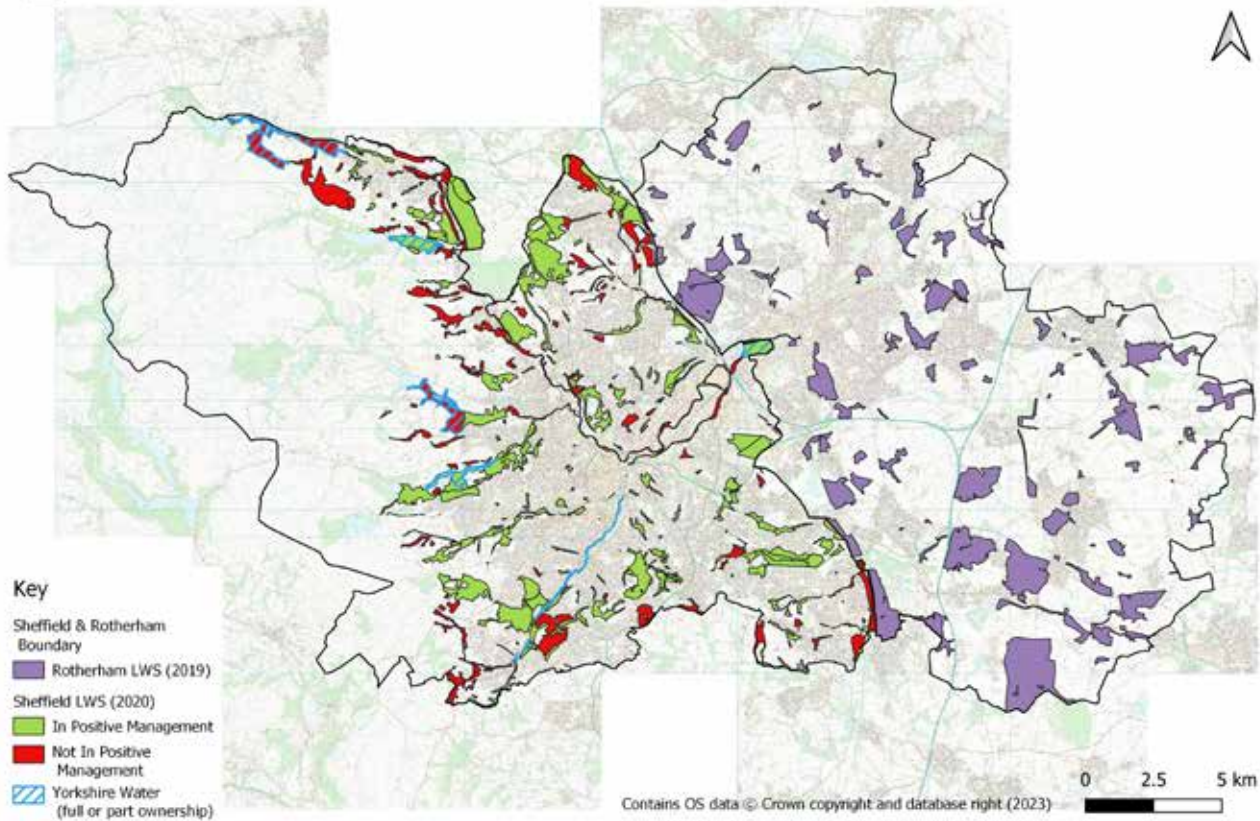 Key
Sheffield & Rotherham
Boundary
Rotherham LWS (2019)
Sheffield LWS (2020)
In Positive Management
Not In Positive
Management
Yorkshire Water
(full or part ownership)
Contains OS data © Crown copyright and database right (2023)
0 2.5 5 km